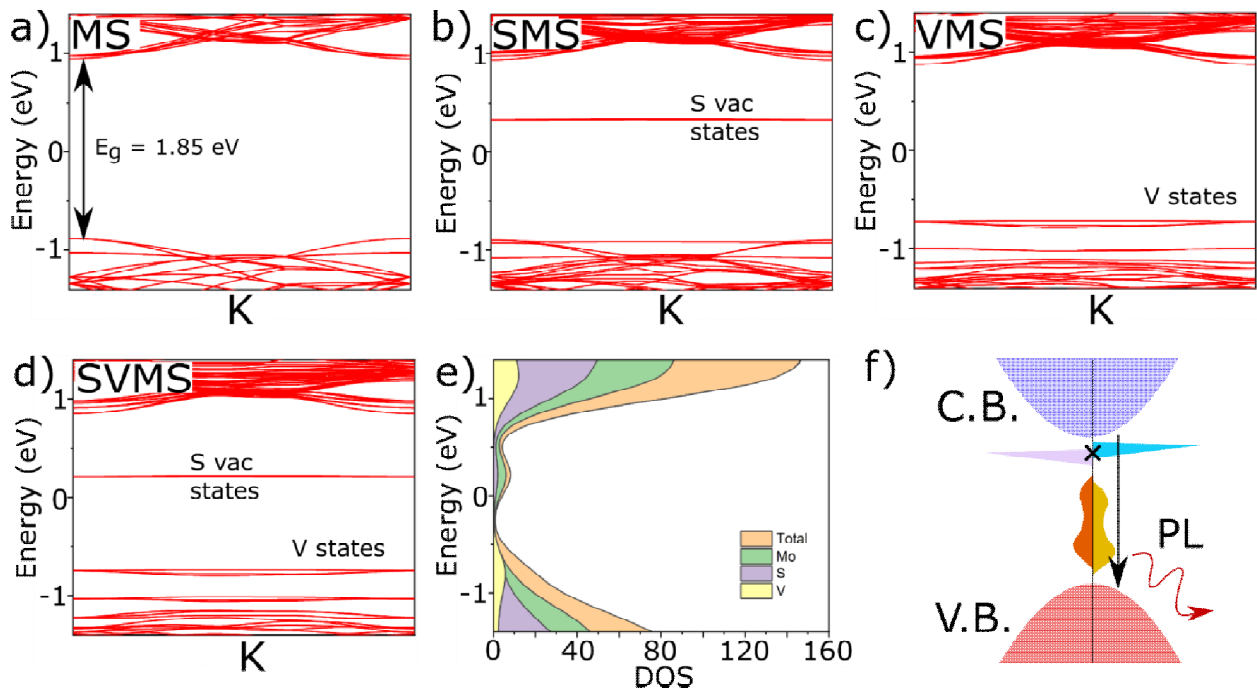 a) MS
Energy (eV)
1
0
-1
E_g = 1.85 eV
K
b) SMS
Energy (eV)
1
0
-1
S vac
states
K
c) VMS
Energy (eV)
1
0
-1
V states
K
d) SVMS
Energy (eV)
1
0
-1
S vac
states
V states
K
e)
Energy (eV)
1
0
-1
Total
Mo
S
V
0 40 80 120 160
DOS
f)
C.B.
×
PL
V.B.